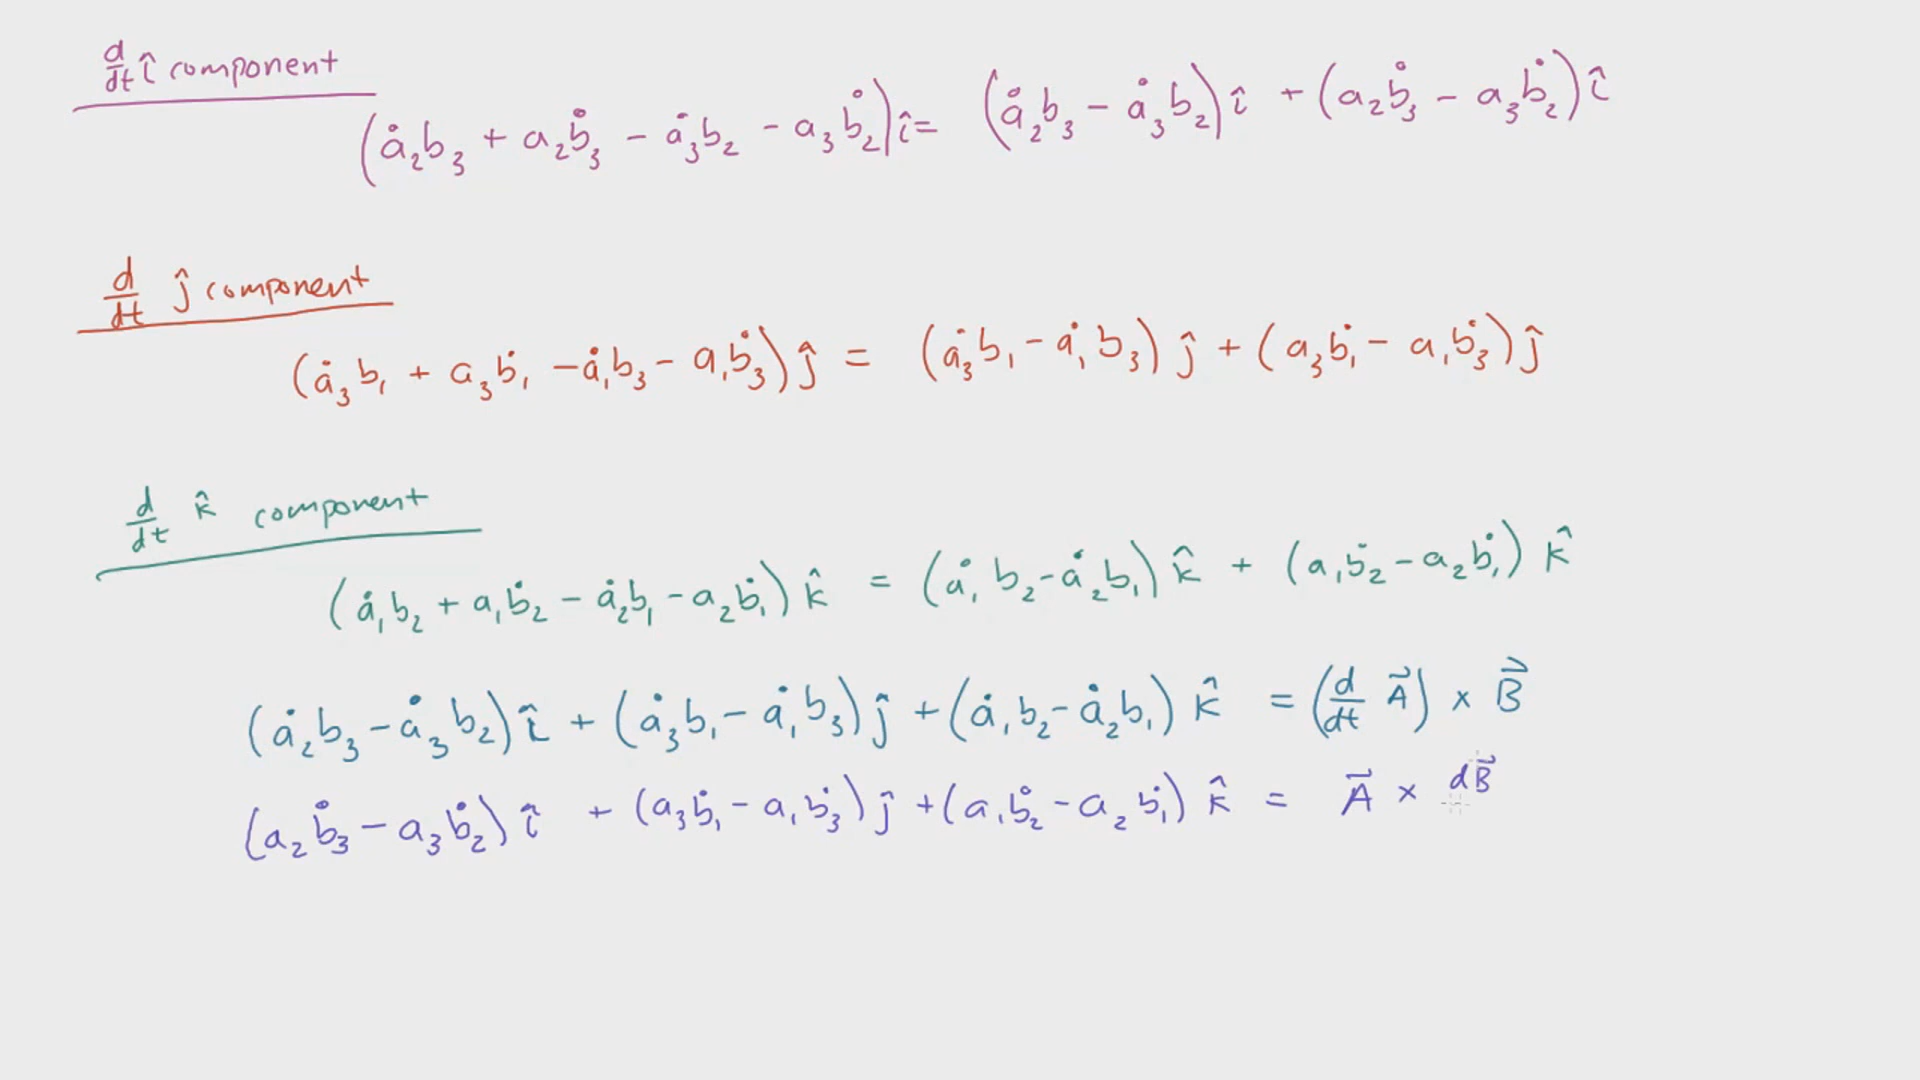 d/dt î component
(ȧ₂b₃ + a₂ḃ₃ − ȧ₃b₂ − a₃ḃ₂)î = (ȧ₂b₃ − ȧ₃b₂)î + (a₂ḃ₃ − a₃ḃ₂)î
d/dt ĵ component
(ȧ₃b₁ + a₃ḃ₁ − ȧ₁b₃ − a₁ḃ₃)ĵ = (ȧ₃b₁ − ȧ₁b₃)ĵ + (a₃ḃ₁ − a₁ḃ₃)ĵ
d/dt k̂ component
(ȧ₁b₂ + a₁ḃ₂ − ȧ₂b₁ − a₂ḃ₁)k̂ = (ȧ₁b₂ − ȧ₂b₁)k̂ + (a₁ḃ₂ − a₂ḃ₁)k̂
(ȧ₂b₃ − ȧ₃b₂)î + (ȧ₃b₁ − ȧ₁b₃)ĵ + (ȧ₁b₂ − ȧ₂b₁)k̂ = (d/dt A⃗) × B⃗
(a₂ḃ₃ − a₃ḃ₂)î + (a₃ḃ₁ − a₁ḃ₃)ĵ + (a₁ḃ₂ − a₂ḃ₁)k̂ = A⃗ × dB⃗